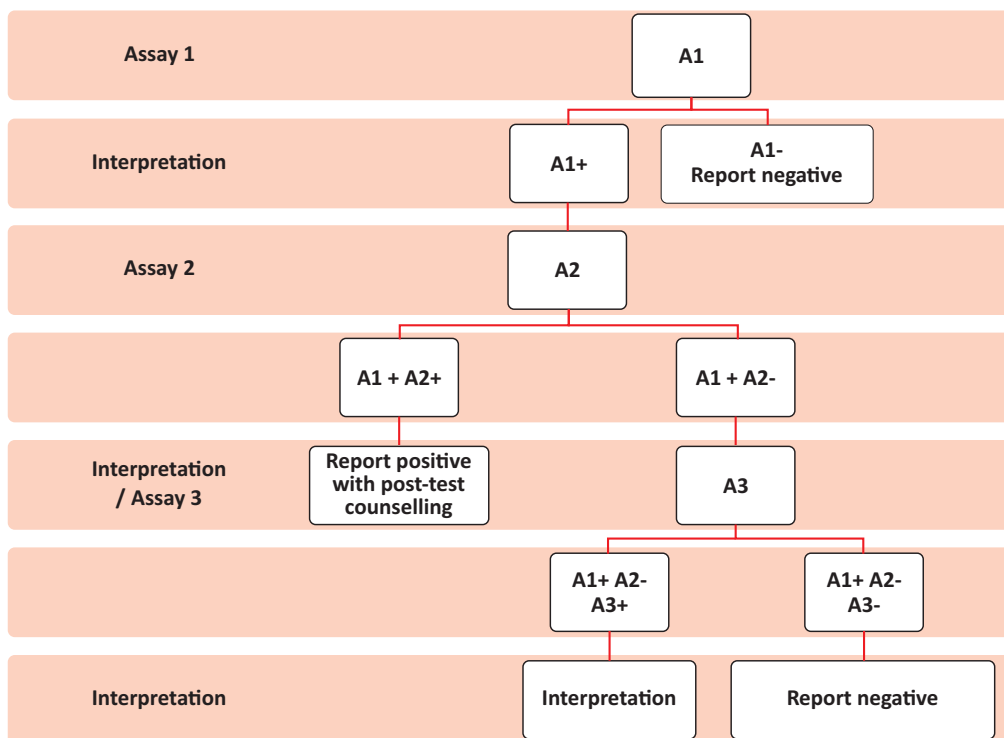 Assay 1
A1
Interpretation
A1+
A1-
Report negative
Assay 2
A2
A1 + A2+
A1 + A2-
Interpretation
/ Assay 3
Report positive
with post-test
counselling
A3
A1+ A2-
A3+
A1+ A2-
A3-
Interpretation
Interpretation
Report negative